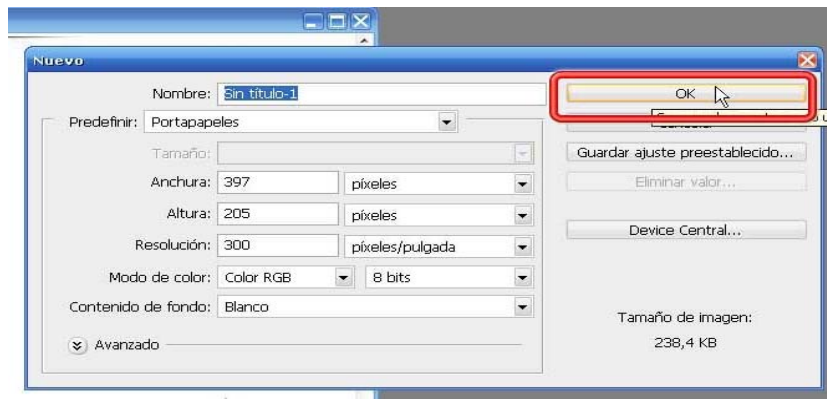 Nuevo
Nombre: Sin título-1
OK
Predefinir: Portapapeles
Tamaño:
Guardar ajuste preestablecido...
Anchura: 397 píxeles
Eliminar valor...
Altura: 205 píxeles
Device Central...
Resolución: 300 píxeles/pulgada
Modo de color: Color RGB 8 bits
Contenido de fondo: Blanco
Tamaño de imagen:
238,4 KB
Avanzado